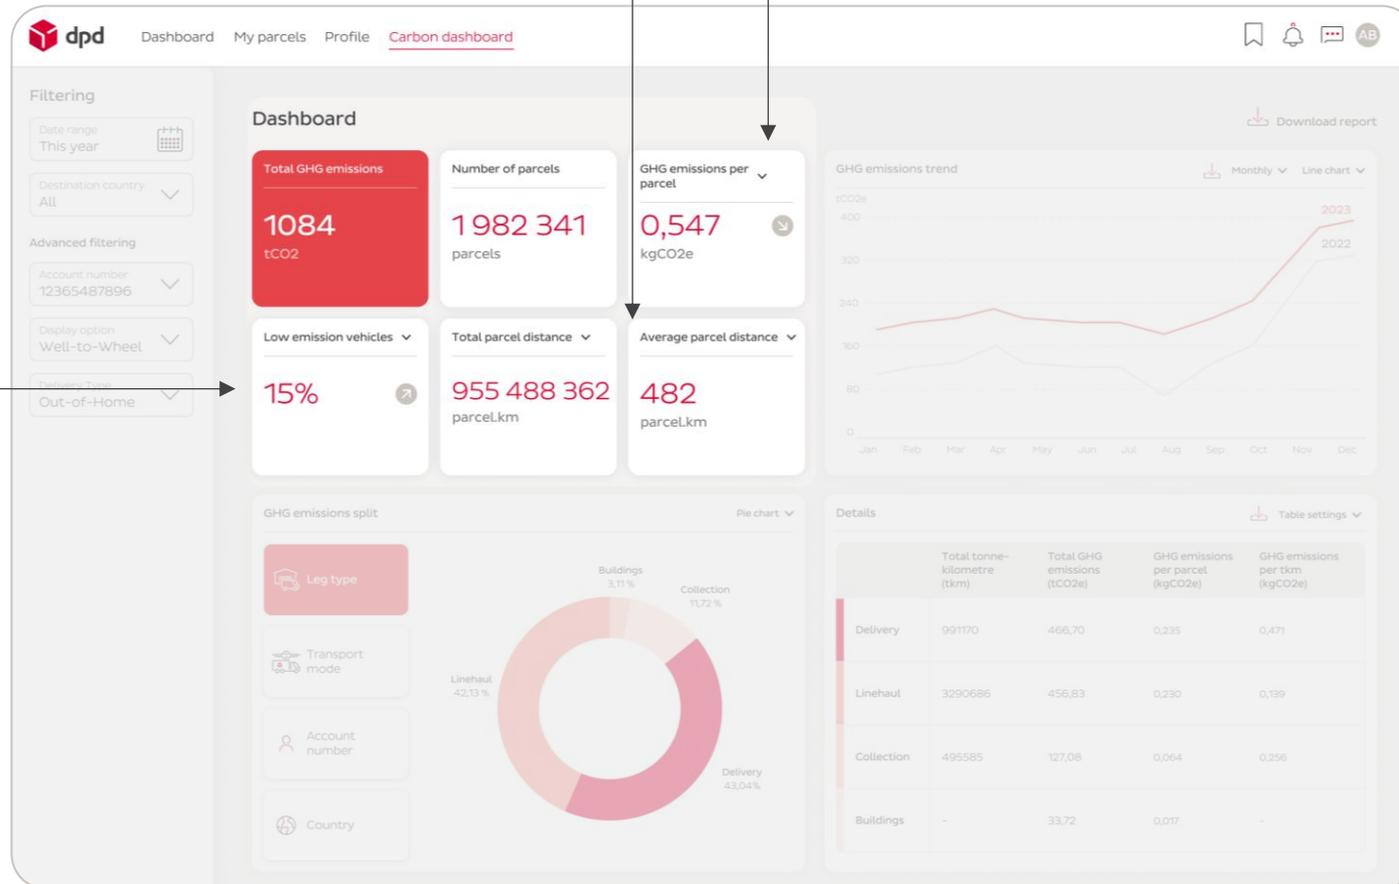 dpd
Dashboard
My parcels
Profile
Carbon dashboard
AB
Filtering
Date range
This year
Destination country
All
Advanced filtering
Account number
12365487896
Display option
Well-to-Wheel
Delivery Type
Out-of-Home
Dashboard
Download report
Total GHG emissions
1084
tCO2
Number of parcels
1 982 341
parcels
GHG emissions per
parcel
0,547
kgCO2e
Low emission vehicles
15%
Total parcel distance
955 488 362
parcel.km
Average parcel distance
482
parcel.km
GHG emissions trend
Monthly
Line chart
tCO2e
400
320
240
160
80
0
2023
2022
Jan
Feb
Mar
Apr
May
Jun
Jul
Aug
Sep
Oct
Nov
Dec
GHG emissions split
Pie chart
Leg type
Transport
mode
Account
number
Country
Buildings
3,11 %
Collection
11,72 %
Linehaul
42,13 %
Delivery
43,04%
Details
Table settings
Total tonne-
kilometre
(tkm)
Total GHG
emissions
(tCO2e)
GHG emissions
per parcel
(kgCO2e)
GHG emissions
per tkm
(kgCO2e)
Delivery 991170 466,70 0,235 0,471
Linehaul 3290686 456,83 0,230 0,139
Collection 495585 127,08 0,064 0,256
Buildings - 33,72 0,017 -